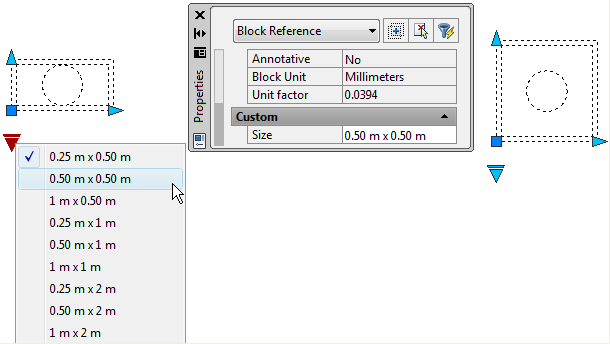 Block Reference
Annotative No
Block Unit Millimeters
Unit factor 0.0394
Custom
Size 0.50 m x 0.50 m
Properties
0.25 m x 0.50 m
0.50 m x 0.50 m
1 m x 0.50 m
0.25 m x 1 m
0.50 m x 1 m
1 m x 1 m
0.25 m x 2 m
0.50 m x 2 m
1 m x 2 m